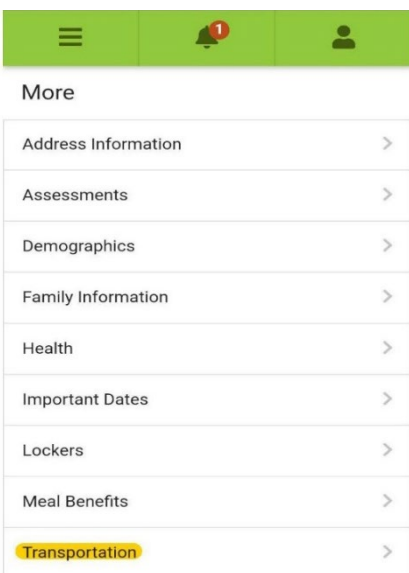 1
More
Address Information
Assessments
Demographics
Family Information
Health
Important Dates
Lockers
Meal Benefits
Transportation